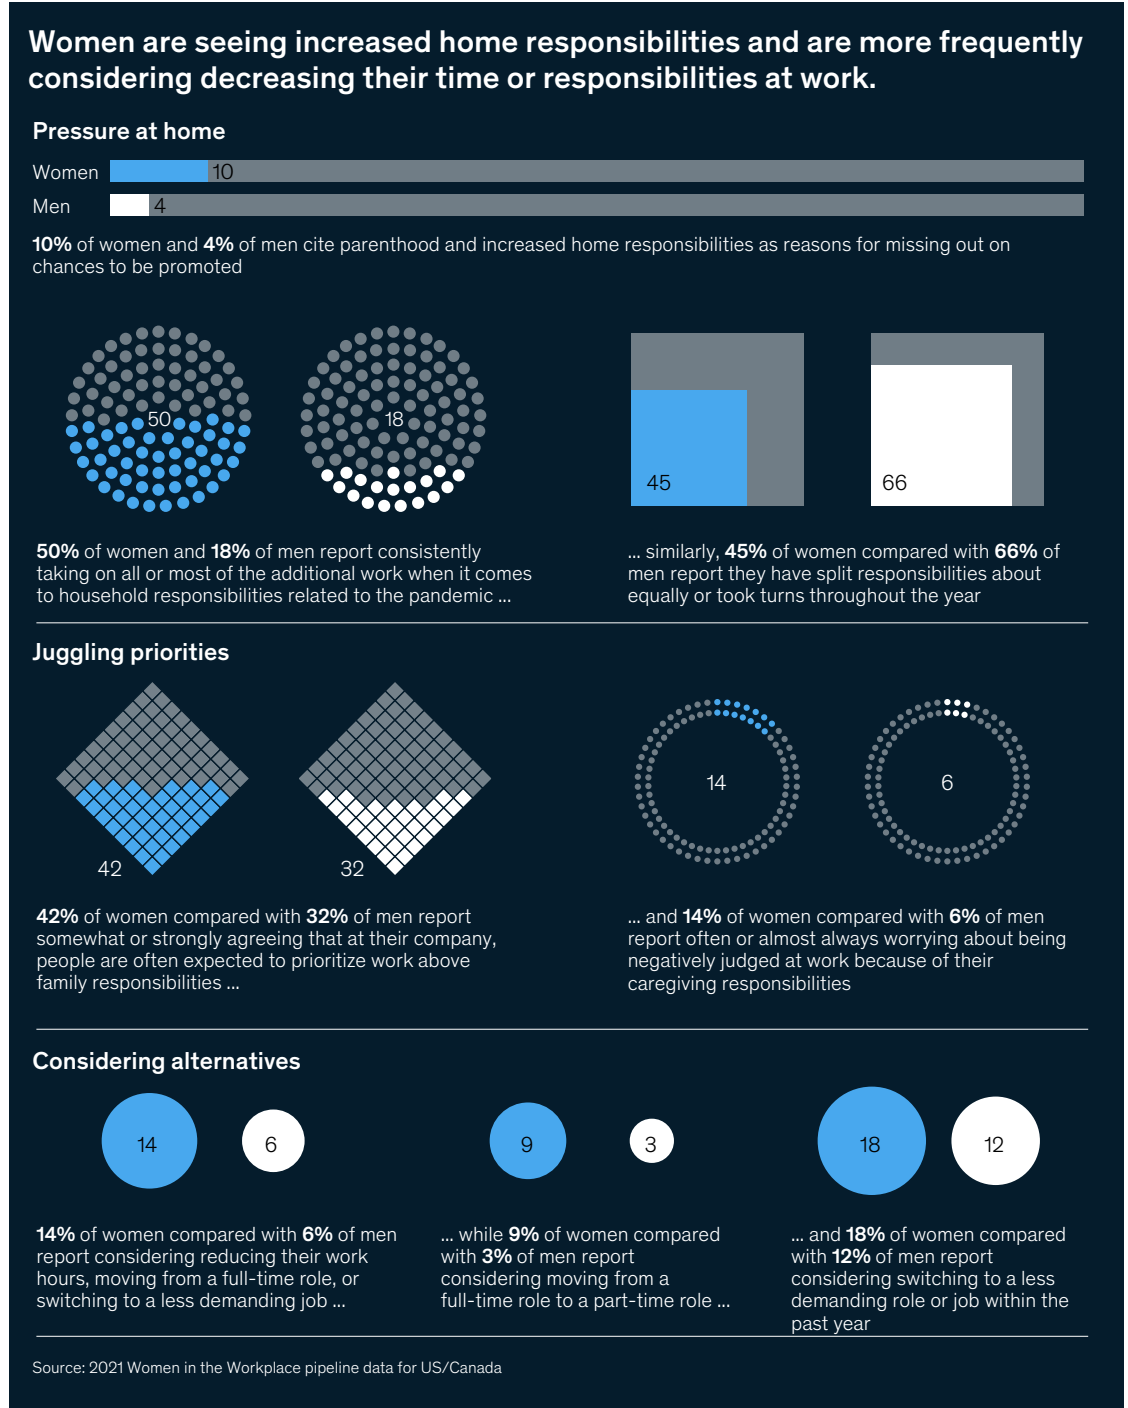 Women are seeing increased home responsibilities and are more frequently
considering decreasing their time or responsibilities at work.
Pressure at home
Women 10
Men 4
10% of women and 4% of men cite parenthood and increased home responsibilities as reasons for missing out on
chances to be promoted
50
18
45
66
50% of women and 18% of men report consistently
taking on all or most of the additional work when it comes
to household responsibilities related to the pandemic ...
... similarly, 45% of women compared with 66% of
men report they have split responsibilities about
equally or took turns throughout the year
Juggling priorities
42
32
14
6
42% of women compared with 32% of men report
somewhat or strongly agreeing that at their company,
people are often expected to prioritize work above
family responsibilities ...
... and 14% of women compared with 6% of men
report often or almost always worrying about being
negatively judged at work because of their
caregiving responsibilities
Considering alternatives
14
6
9
3
18
12
14% of women compared with 6% of men
report considering reducing their work
hours, moving from a full-time role, or
switching to a less demanding job ...
... while 9% of women compared
with 3% of men report
considering moving from a
full-time role to a part-time role ...
... and 18% of women compared
with 12% of men report
considering switching to a less
demanding role or job within the
past year
Source: 2021 Women in the Workplace pipeline data for US/Canada